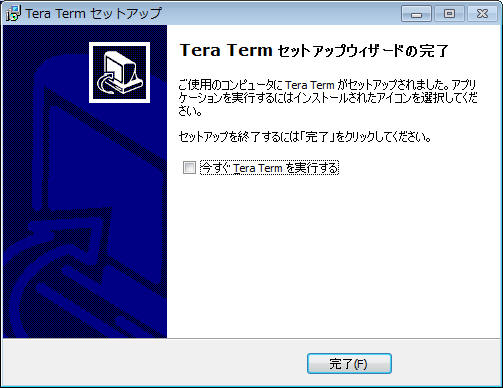 Tera Term セットアップ
Tera Term セットアップウィザードの完了
ご使用のコンピュータに Tera Term がセットアップされました。アプリ
ケーションを実行するにはインストールされたアイコンを選択してくだ
さい。
セットアップを終了するには「完了」をクリックしてください。
今すぐ Tera Term を実行する
完了(F)